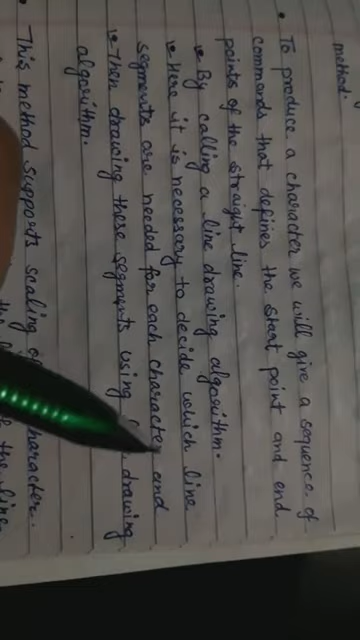 method.
• To produce a character we will give a sequence of
commands that defines the start point and end
points of the straight line.
→ By calling a line drawing algorithm.
→ Here it is necessary to decide which line
segments are needed for each character and
→ Then drawing these segments using drawing
algorithm.
• This method supports scaling of character.
the line